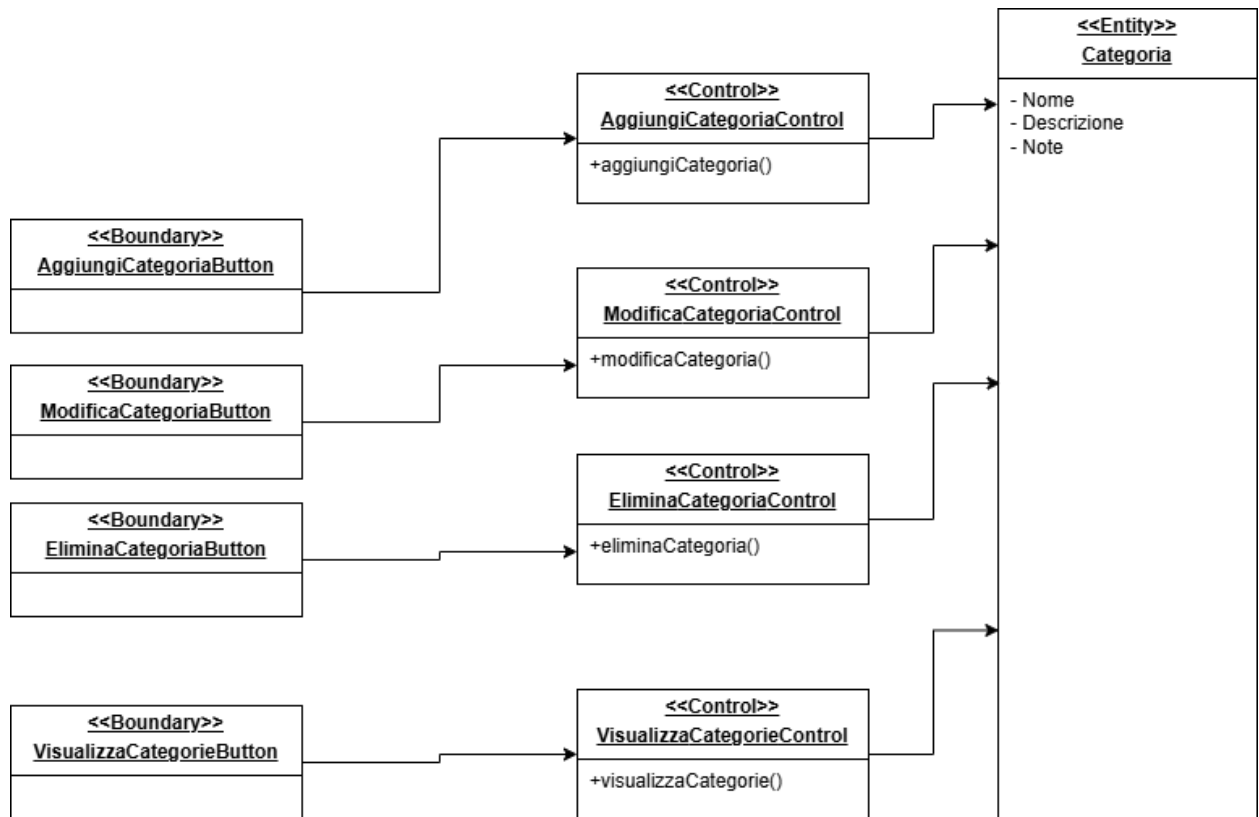 <<Boundary>>
AggiungiCategoriaButton
<<Boundary>>
ModificaCategoriaButton
<<Boundary>>
EliminaCategoriaButton
<<Boundary>>
VisualizzaCategorieButton
<<Control>>
AggiungiCategoriaControl
+aggiungiCategoria()
<<Control>>
ModificaCategoriaControl
+modificaCategoria()
<<Control>>
EliminaCategoriaControl
+eliminaCategoria()
<<Control>>
VisualizzaCategorieControl
+visualizzaCategorie()
<<Entity>>
Categoria
- Nome
- Descrizione
- Note